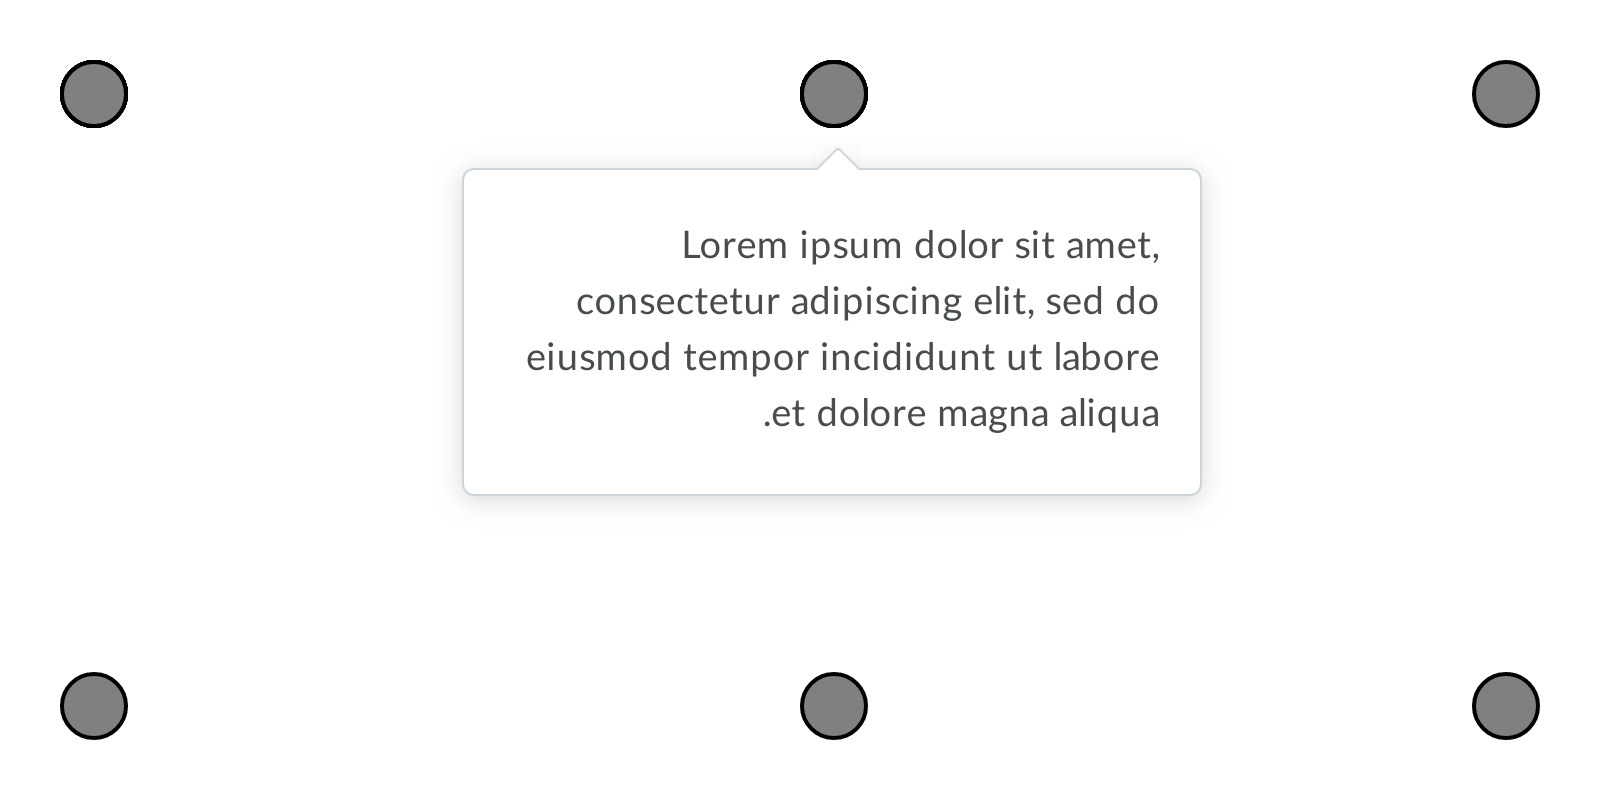 Lorem ipsum dolor sit amet,
consectetur adipiscing elit, sed do
eiusmod tempor incididunt ut labore
.et dolore magna aliqua